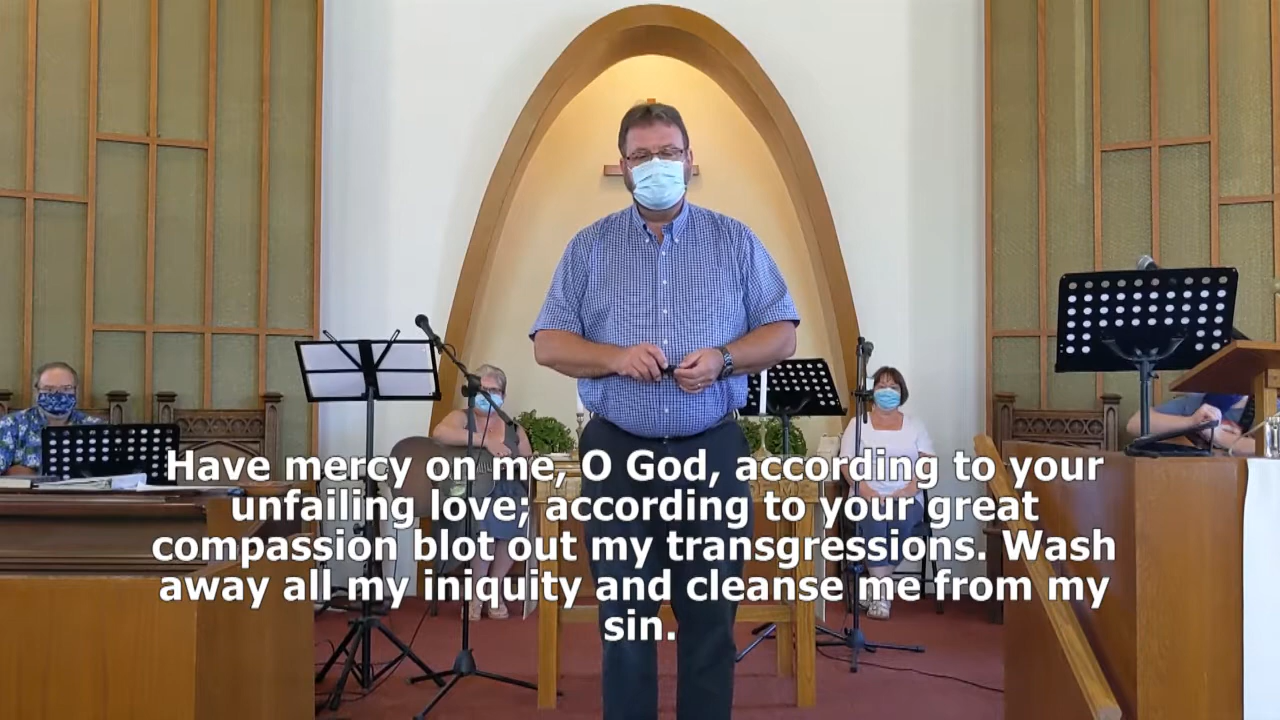 Have mercy on me, O God, according to your
unfailing love; according to your great
compassion blot out my transgressions. Wash
away all my iniquity and cleanse me from my
sin.